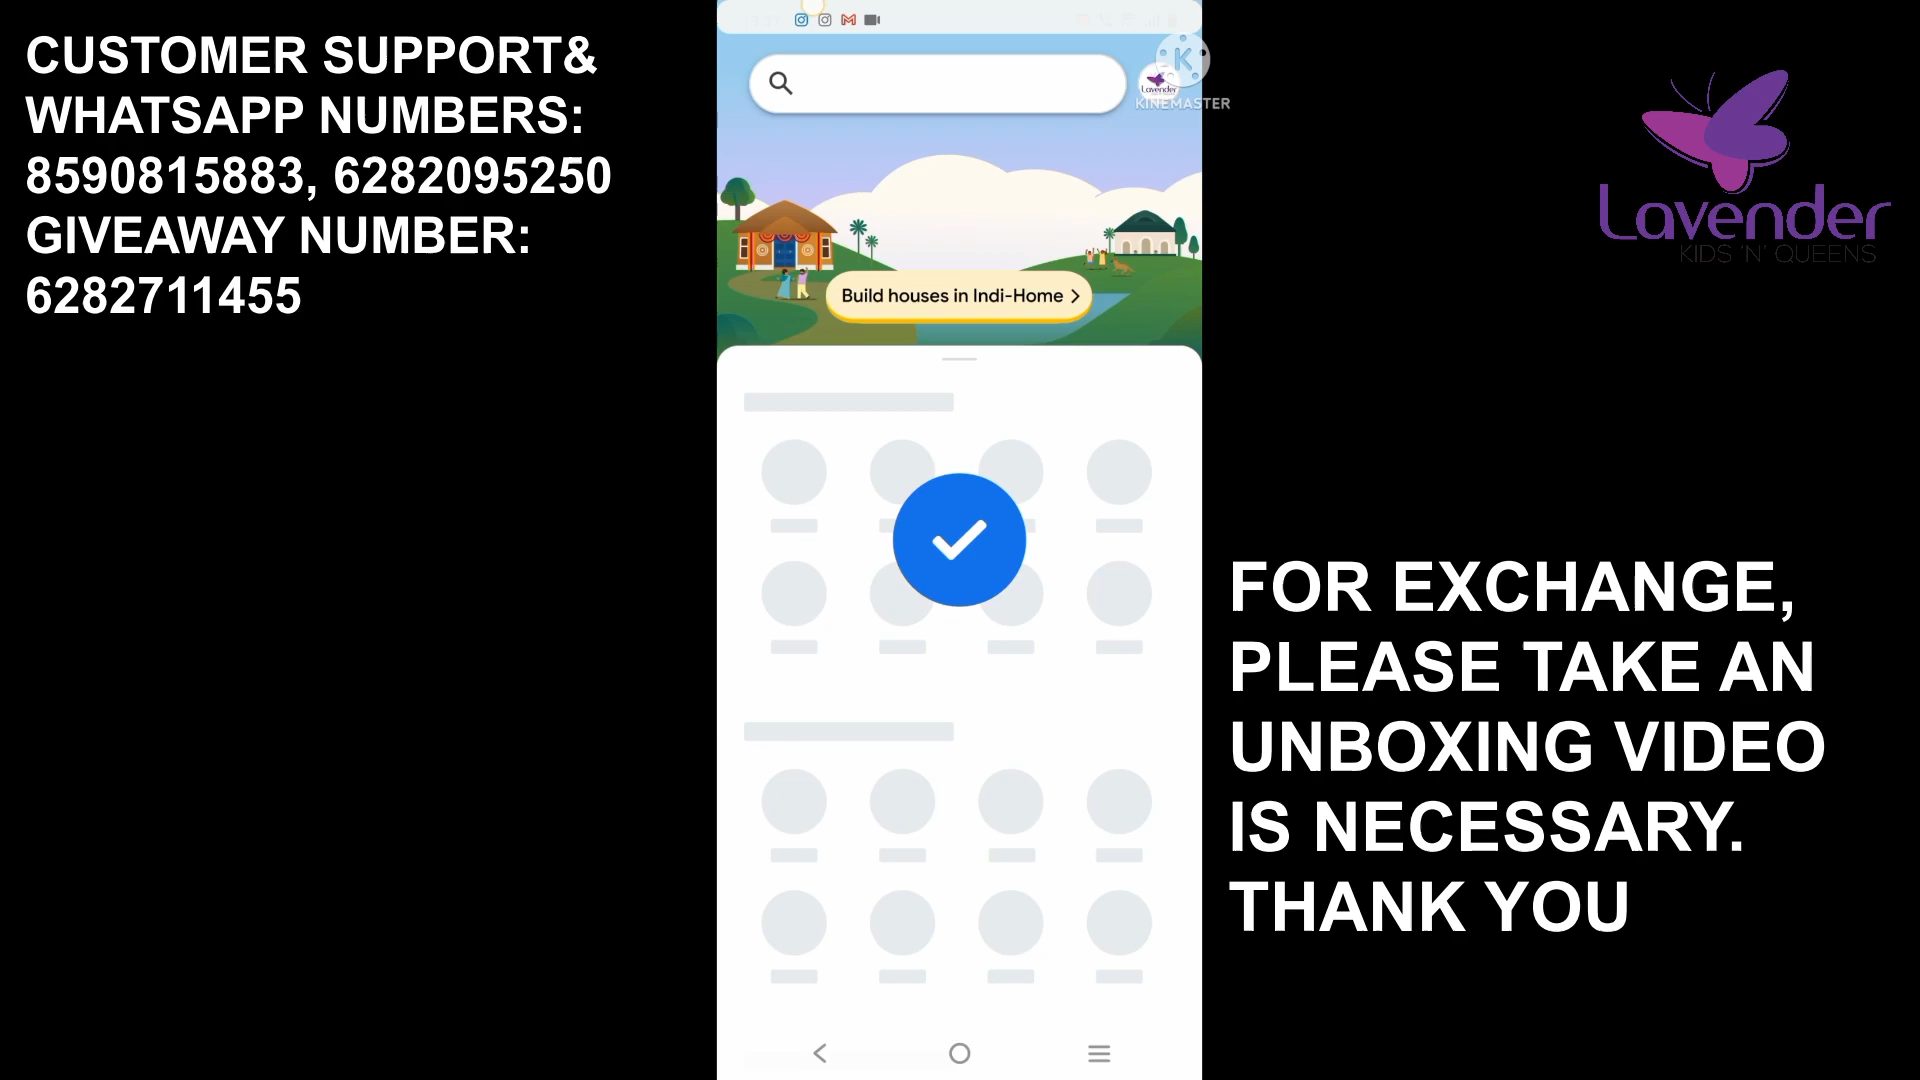 CUSTOMER SUPPORT&
WHATSAPP NUMBERS:
8590815883, 6282095250
GIVEAWAY NUMBER:
6282711455
K
Lavender
KINEMASTER
Build houses in Indi-Home >
Lavender
KIDS 'N' QUEENS
FOR EXCHANGE,
PLEASE TAKE AN
UNBOXING VIDEO
IS NECESSARY.
THANK YOU